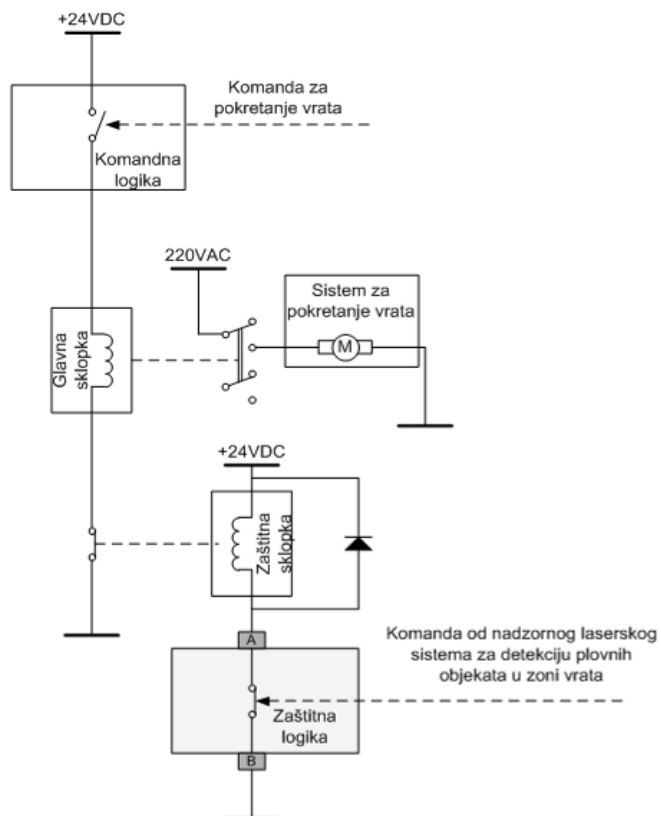 +24VDC
Komanda za
pokretanje vrata
Komandna
logika
220VAC
Sistem za
pokretanje vrata
M
Glavna
sklopka
+24VDC
Zaštitna
sklopka
A
Komanda od nadzornog laserskog
sistema za detekciju plovnih
objekata u zoni vrata
Zaštitna
logika
B